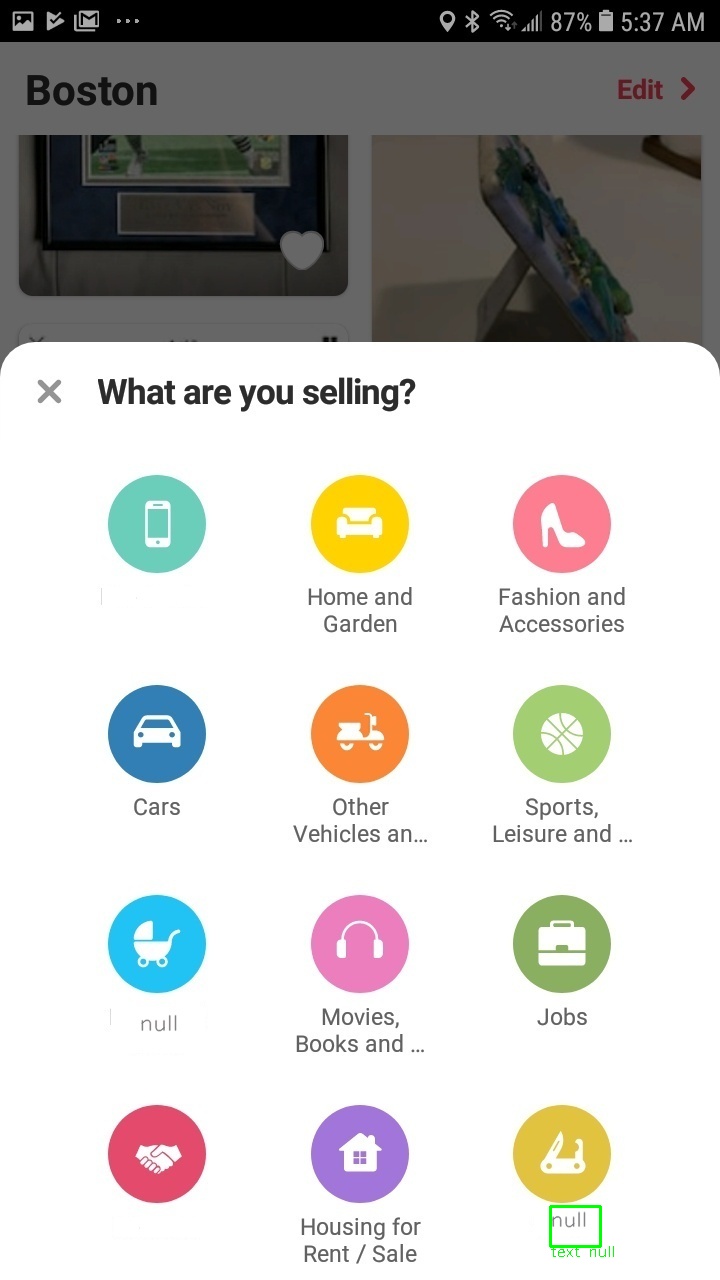 87% 5:37 AM
Boston
Edit
What are you selling?
Home and
Garden
Fashion and
Accessories
Cars
Other
Vehicles an...
Sports,
Leisure and ...
null
Movies,
Books and ...
Jobs
Housing for
Rent / Sale
null
text null